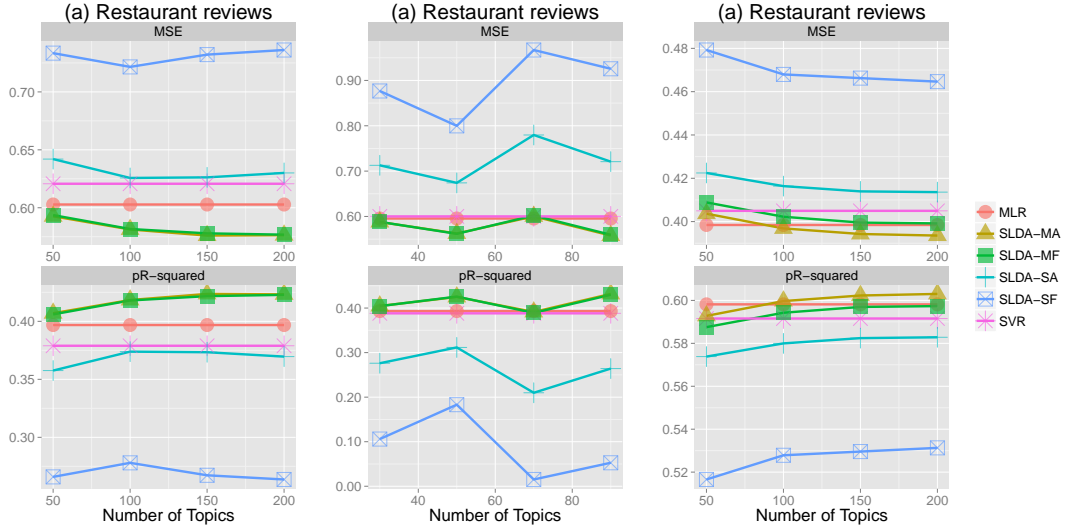 (a) Restaurant reviews
MSE
0.70
0.65
0.60
pR-squared
0.40
0.35
0.30
50 100 150 200
Number of Topics
(a) Restaurant reviews
MSE
0.90
0.80
0.70
0.60
pR-squared
0.40
0.30
0.20
0.10
0.00
40 60 80
Number of Topics
(a) Restaurant reviews
MSE
0.48
0.46
0.44
0.42
0.40
pR-squared
0.60
0.58
0.56
0.54
0.52
50 100 150 200
Number of Topics
MLR
SLDA-MA
SLDA-MF
SLDA-SA
SLDA-SF
SVR